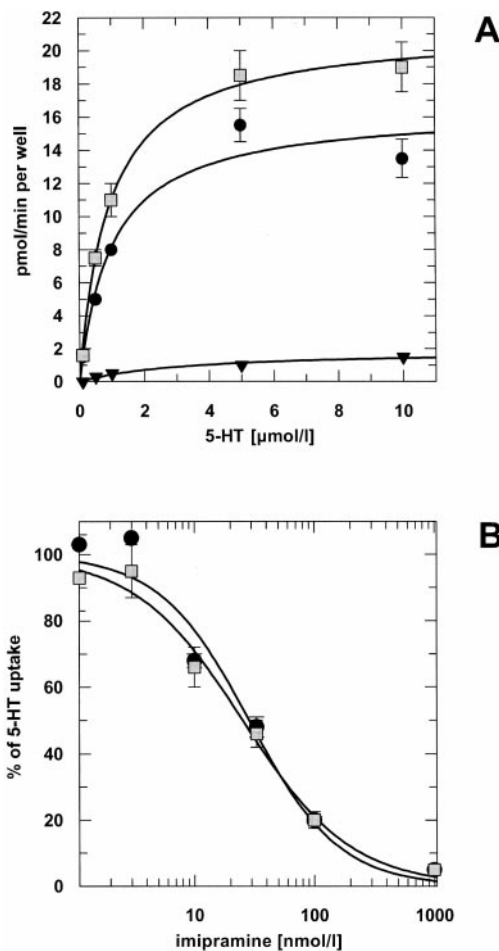 A
22
20
18
16
14
12
10
8
6
4
2
0
pmol/min per well
0 2 4 6 8 10
5-HT [µmol/l]
B
100
80
60
40
20
0
% of 5-HT uptake
10 100 1000
imipramine [nmol/l]